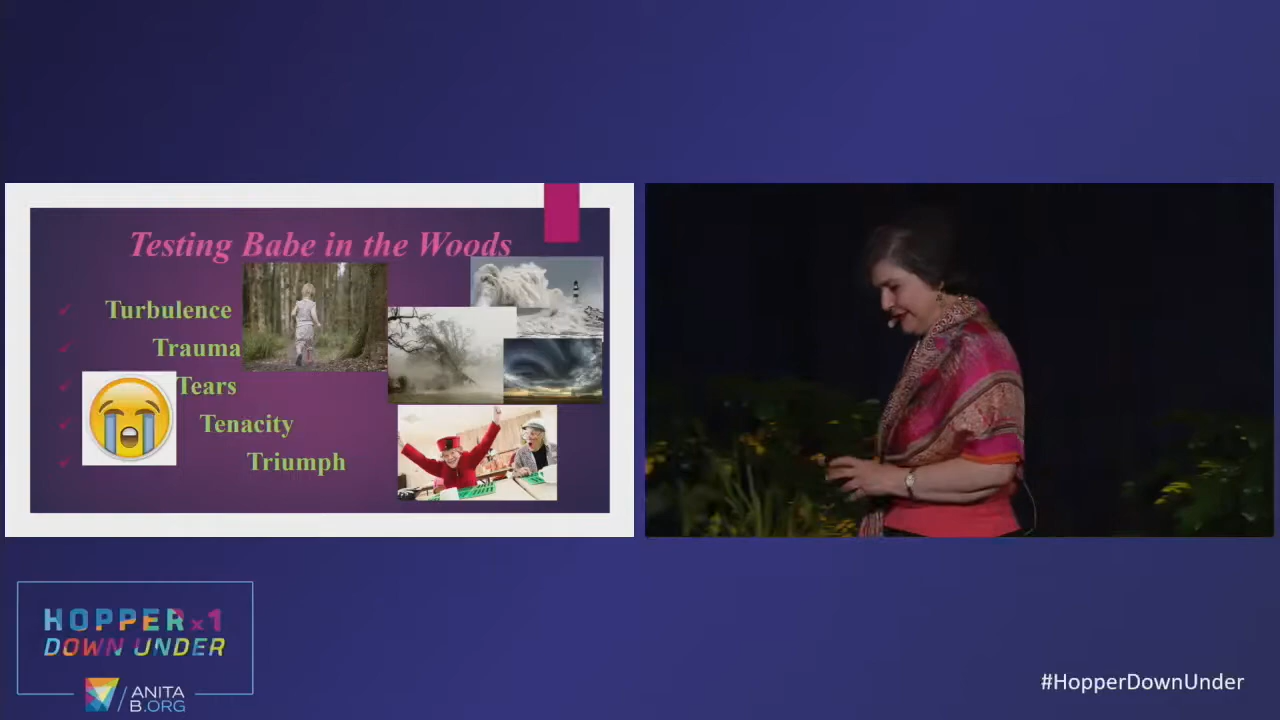 Testing Babe in the Woods
Turbulence
Trauma
Tears
Tenacity
Triumph
HOPPER x1
DOWN UNDER
ANITA
B.ORG
#HopperDownUnder